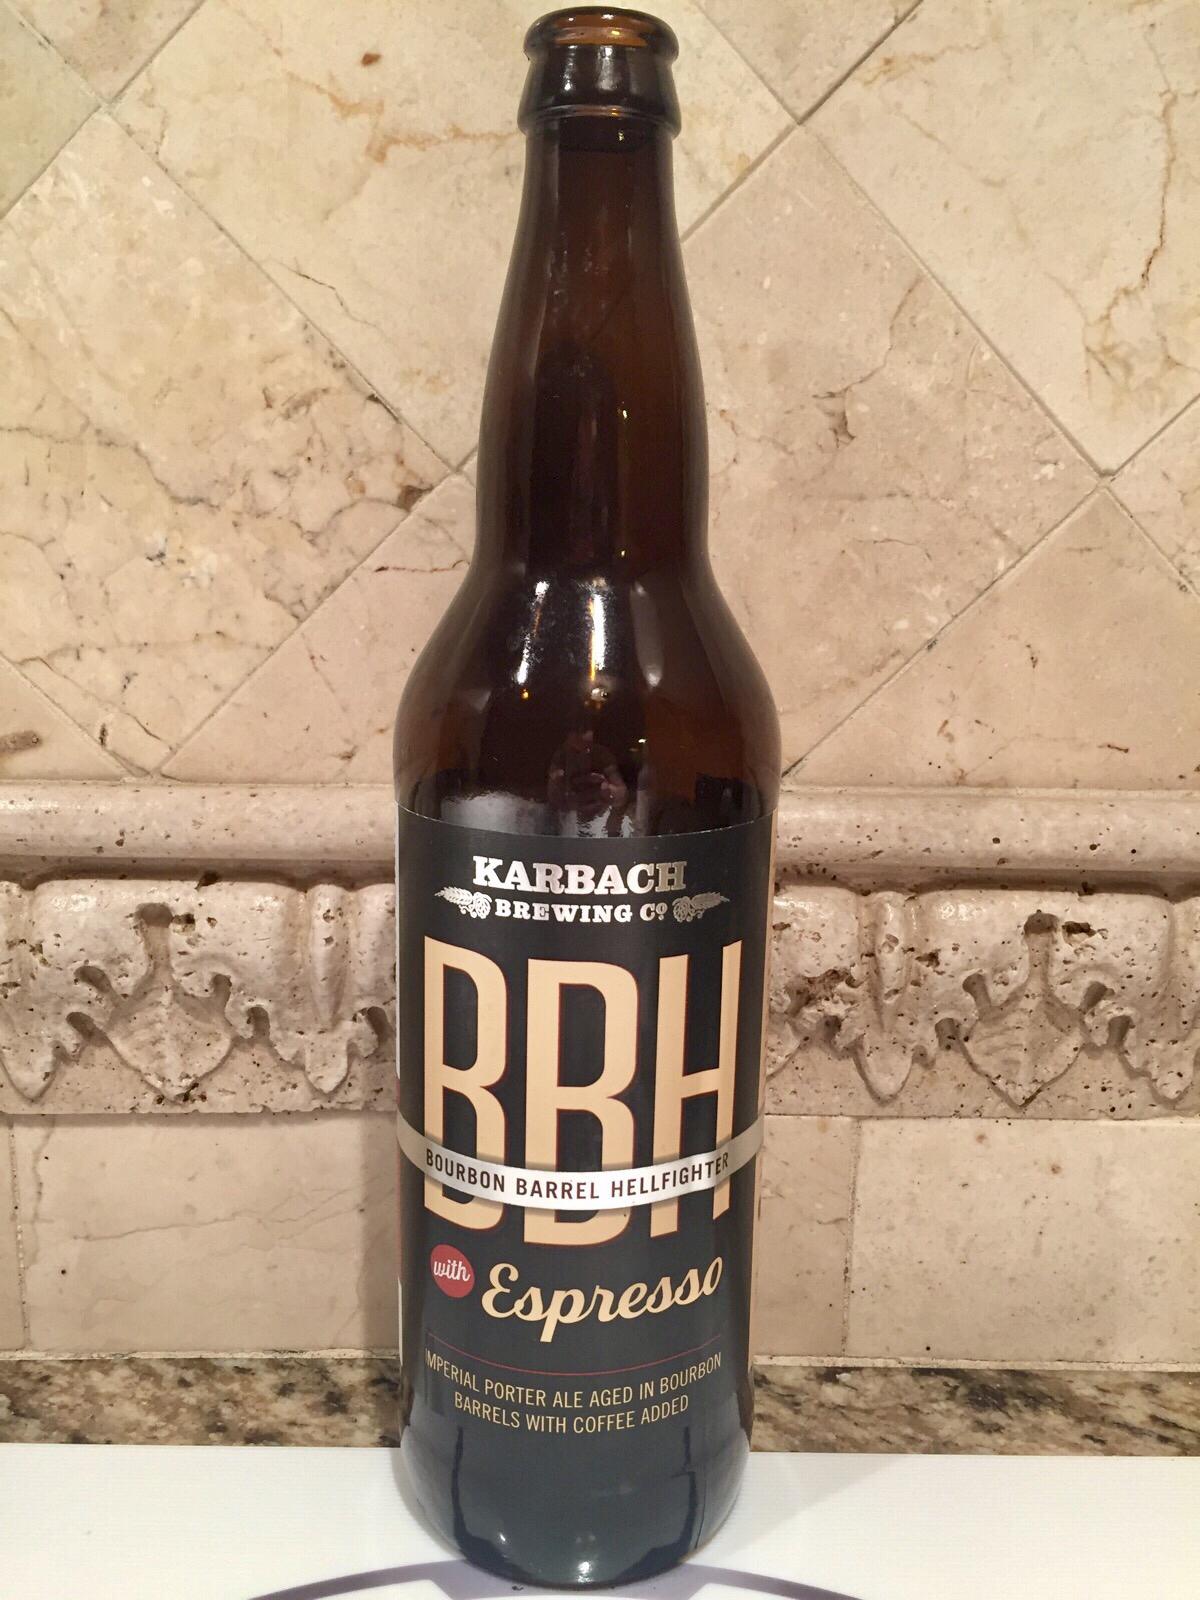 KARBACH
BREWING Co
BBH
BOURBON BARREL HELLFIGHTER
with Espresso
IMPERIAL PORTER ALE AGED IN BOURBON
BARRELS WITH COFFEE ADDED